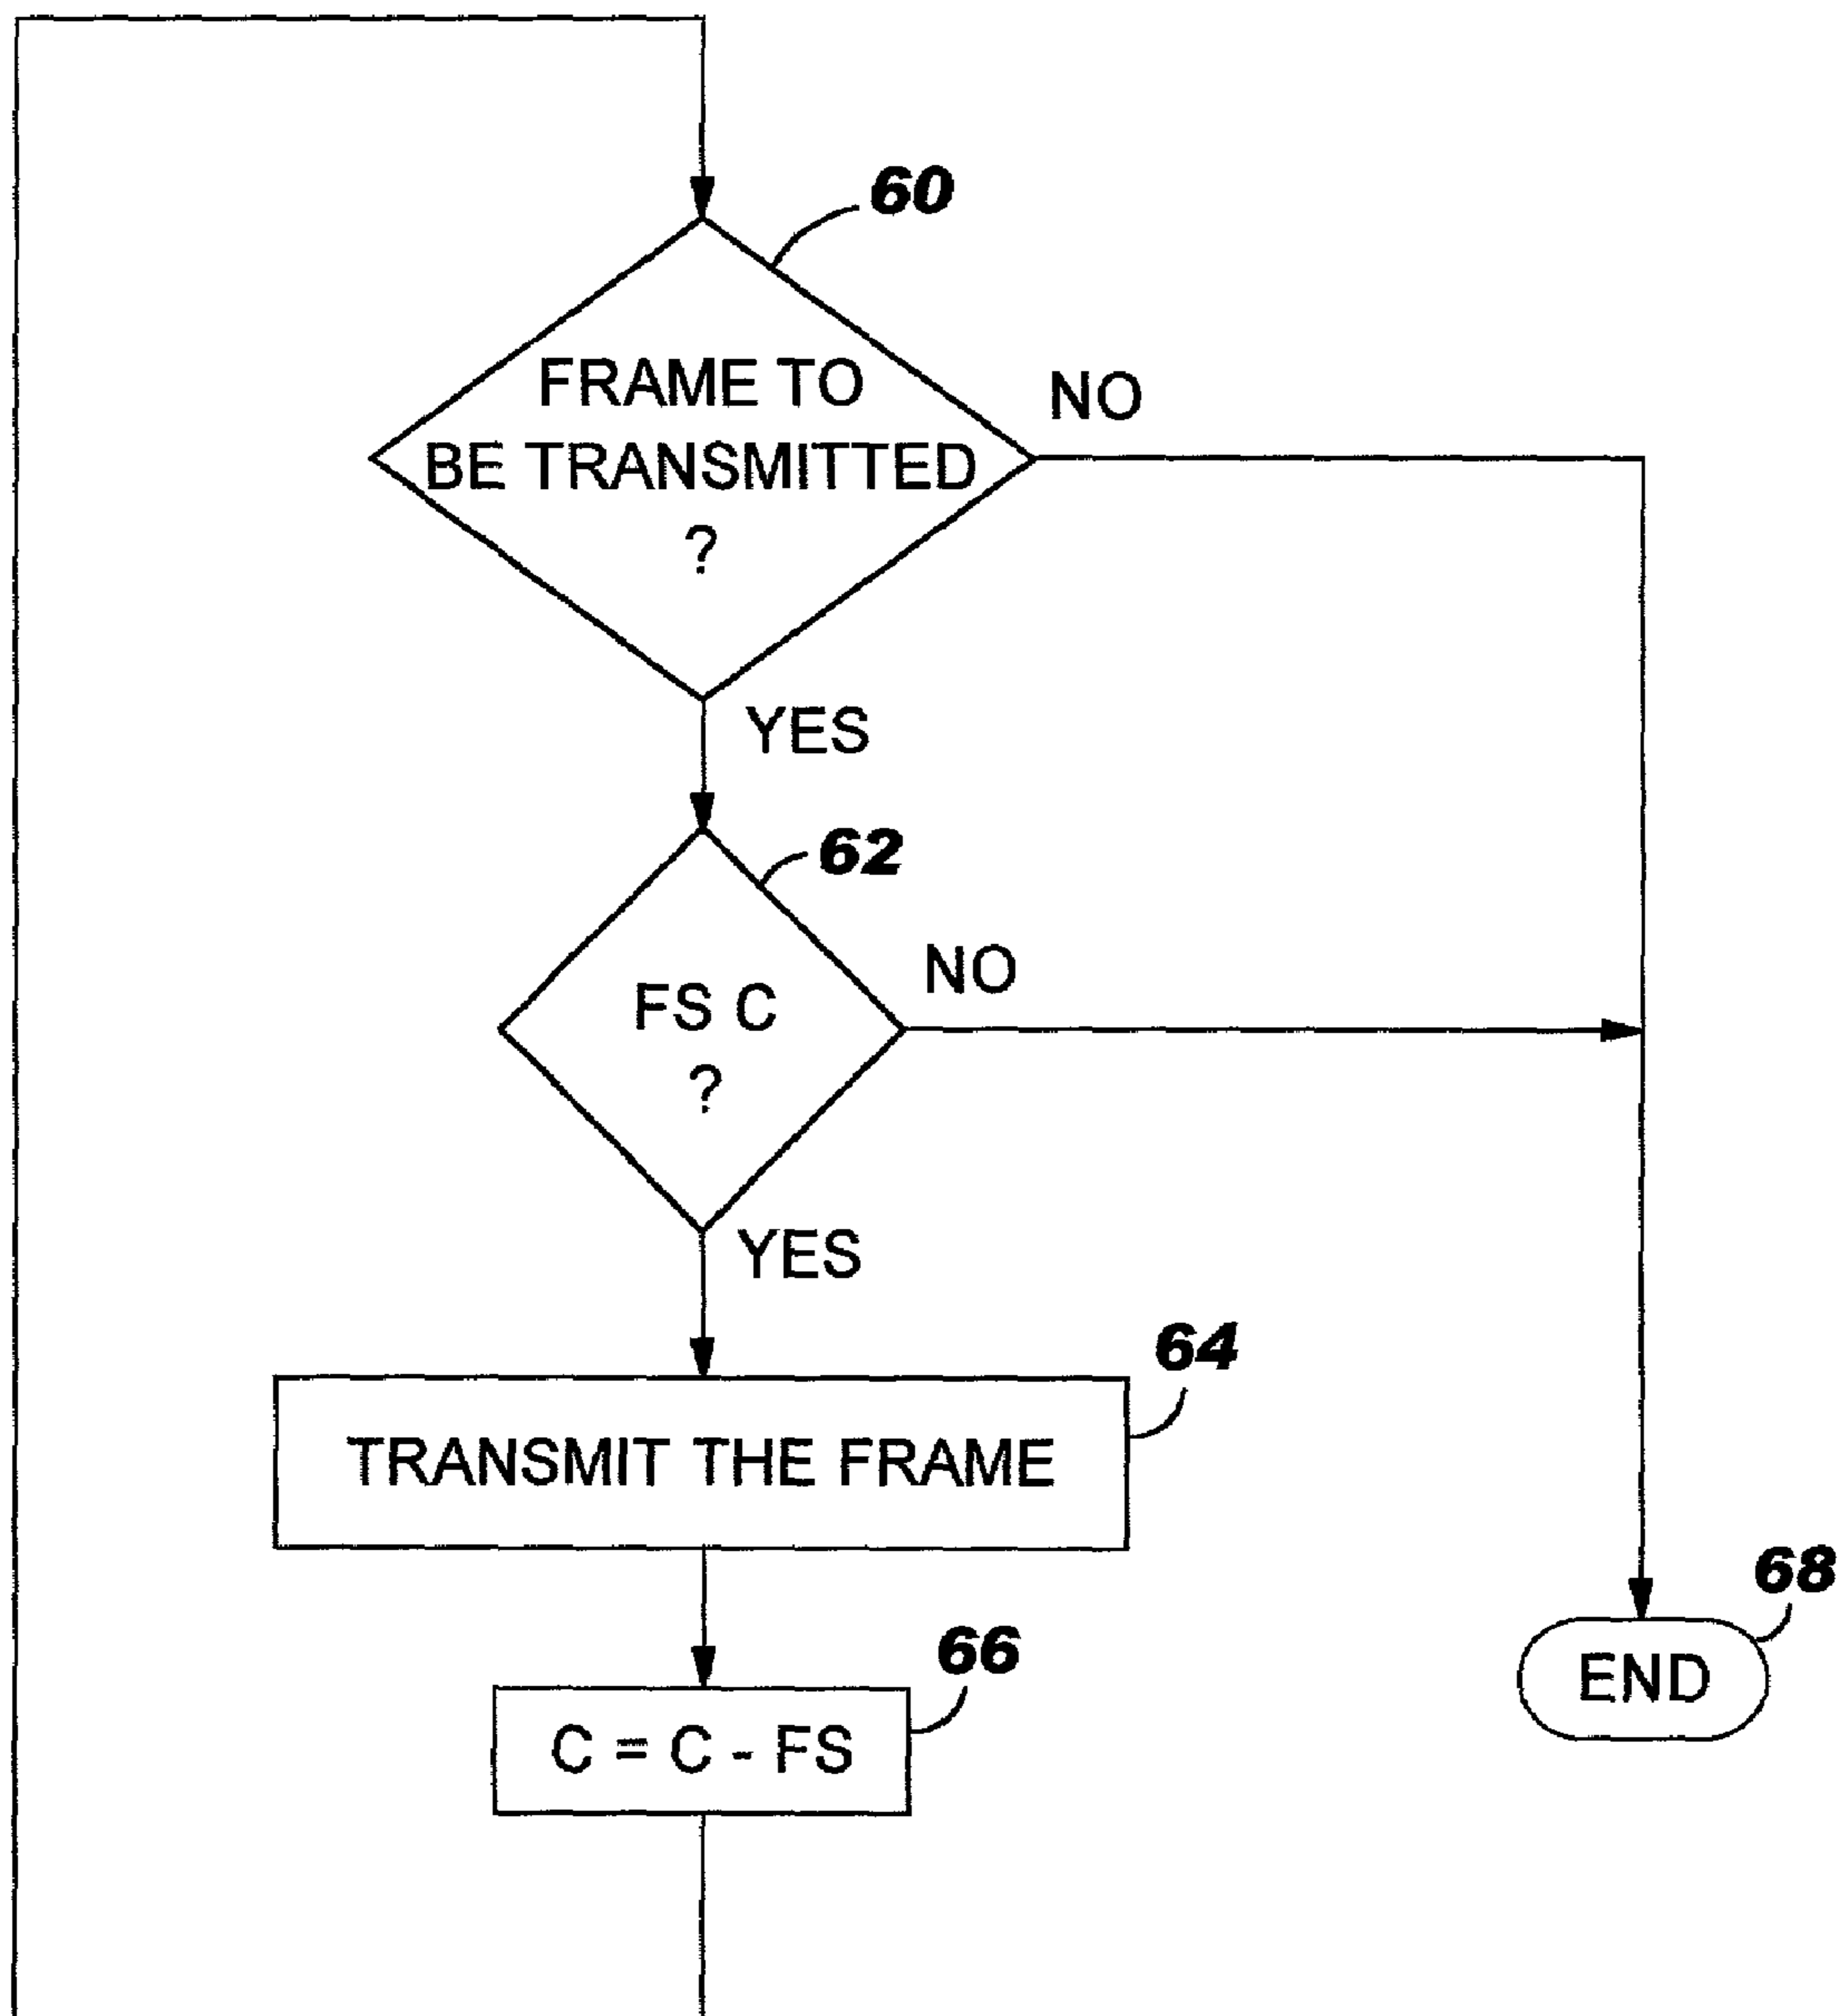 60
FRAME TO
BE TRANSMITTED
?
NO
YES
62
FS C
?
NO
YES
64
TRANSMIT THE FRAME
66
C = C - FS
68
END